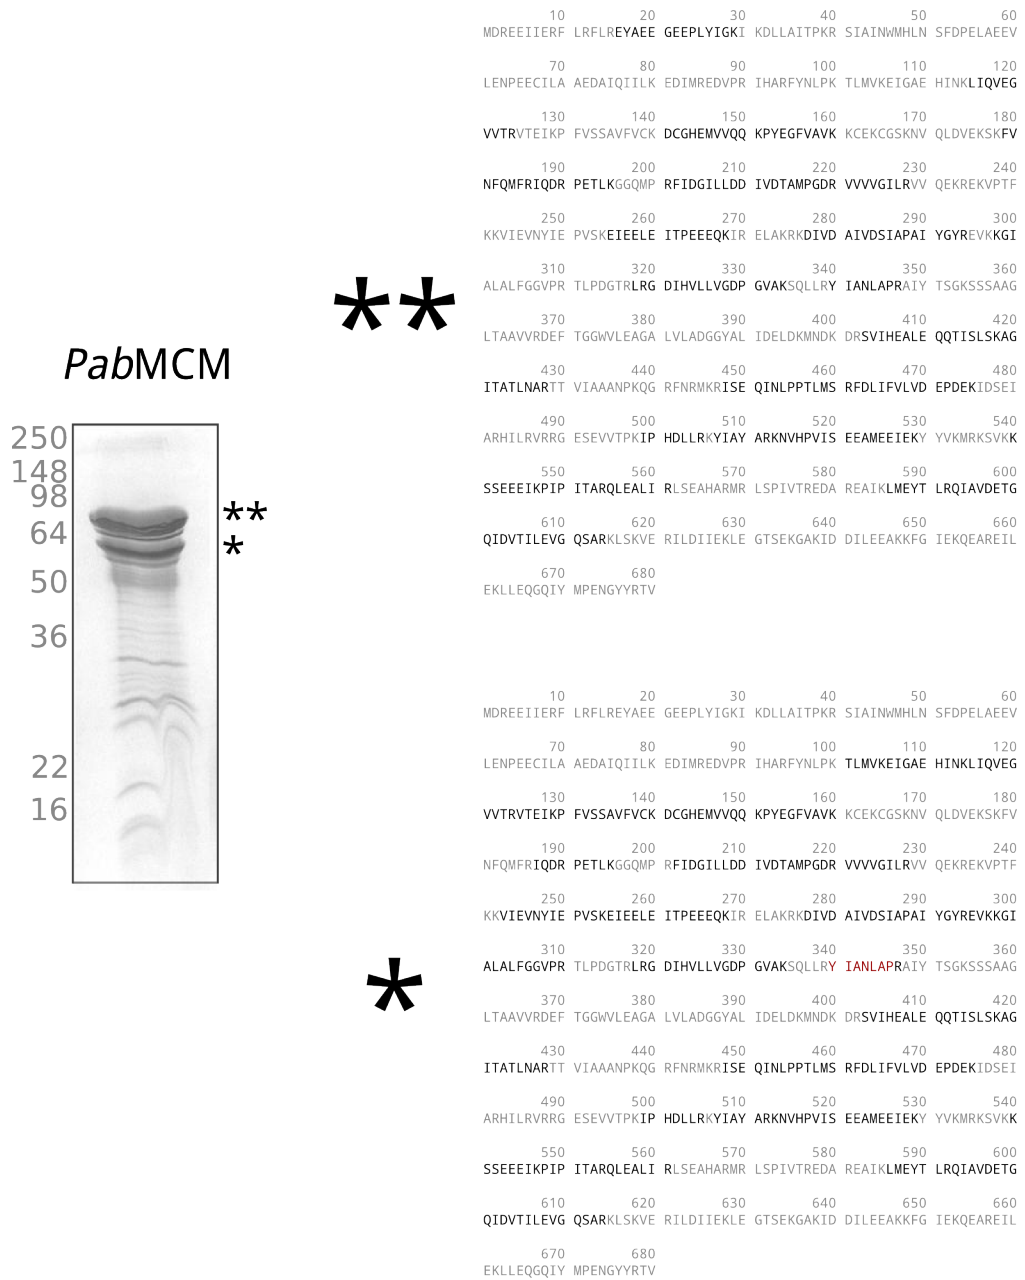 10 20 30 40 50 60
MDREEIIERF LRFLREYAEE GEEPLYIGKI KDLLAITPKR SIAINWMHLN SFDPELAEEV
70 80 90 100 110 120
LENPEECILA AEDAIQIILK EDIMREDVPR IHARFYNLPK TLMVKEIGAE HINKLIQVEG
130 140 150 160 170 180
VVTRVTEIKP FVSSAVFVCK DCGHEMVVQQ KPYEGFVAVK KCEKCGSKNV QLDVEKSKFV
190 200 210 220 230 240
NFQMFRIQDR PETLKGGQMP RFIDGILLDD IVDTAMPGDR VVVVGILRVV QEKREKVPTF
250 260 270 280 290 300
KKVIEVNYIE PVSKEIEELE ITPEEEQKIR ELAKRKDIVD AIVDSIAPAI YGYREVKKGI
310 320 330 340 350 360
ALALFGGVPR TLPDGTRLRG DIHVLLVGDP GVAKSQLLRY IANLAPRAIY TSGKSSSAAG
370 380 390 400 410 420
LTAAVVRDEF TGGWVLEAGA LVLADGGYAL IDELDKMNDK DRSVIHEALE QQTISLSKAG
430 440 450 460 470 480
ITATLNARTT VIAAANPKQG RFNRMKRISE QINLPPTLMS RFDLIFVLVD EPDEKIDSEI
490 500 510 520 530 540
ARHILRVRRG ESEVVTPKIP HDLLRKYIAY ARKNVHPVIS EEAMEEIEKY YVKMRKSVKK
550 560 570 580 590 600
SSEEEIKPIP ITARQLEALI RLSEAHARMR LSPIVTREDA REAIKLMEYT LRQIAVDETG
610 620 630 640 650 660
QIDVTILEVG QSARKLSKVE RILDIIEKLE GTSEKGAKID DILEEAKKFG IEKQEAREIL
670 680
EKLLEQGQIY MPENGYYRTV
**
PabMCM
250
148
98
64
50
36
22
16
**
*
10 20 30 40 50 60
MDREEIIERF LRFLREYAEE GEEPLYIGKI KDLLAITPKR SIAINWMHLN SFDPELAEEV
70 80 90 100 110 120
LENPEECILA AEDAIQIILK EDIMREDVPR IHARFYNLPK TLMVKEIGAE HINKLIQVEG
130 140 150 160 170 180
VVTRVTEIKP FVSSAVFVCK DCGHEMVVQQ KPYEGFVAVK KCEKCGSKNV QLDVEKSKFV
190 200 210 220 230 240
NFQMFRIQDR PETLKGGQMP RFIDGILLDD IVDTAMPGDR VVVVGILRVV QEKREKVPTF
250 260 270 280 290 300
KKVIEVNYIE PVSKEIEELE ITPEEEQKIR ELAKRKDIVD AIVDSIAPAI YGYREVKKGI
310 320 330 340 350 360
ALALFGGVPR TLPDGTRLRG DIHVLLVGDP GVAKSQLLRY IANLAPRAIY TSGKSSSAAG
370 380 390 400 410 420
LTAAVVRDEF TGGWVLEAGA LVLADGGYAL IDELDKMNDK DRSVIHEALE QQTISLSKAG
430 440 450 460 470 480
ITATLNARTT VIAAANPKQG RFNRMKRISE QINLPPTLMS RFDLIFVLVD EPDEKIDSEI
490 500 510 520 530 540
ARHILRVRRG ESEVVTPKIP HDLLRKYIAY ARKNVHPVIS EEAMEEIEKY YVKMRKSVKK
550 560 570 580 590 600
SSEEEIKPIP ITARQLEALI RLSEAHARMR LSPIVTREDA REAIKLMEYT LRQIAVDETG
610 620 630 640 650 660
QIDVTILEVG QSARKLSKVE RILDIIEKLE GTSEKGAKID DILEEAKKFG IEKQEAREIL
670 680
EKLLEQGQIY MPENGYYRTV
*